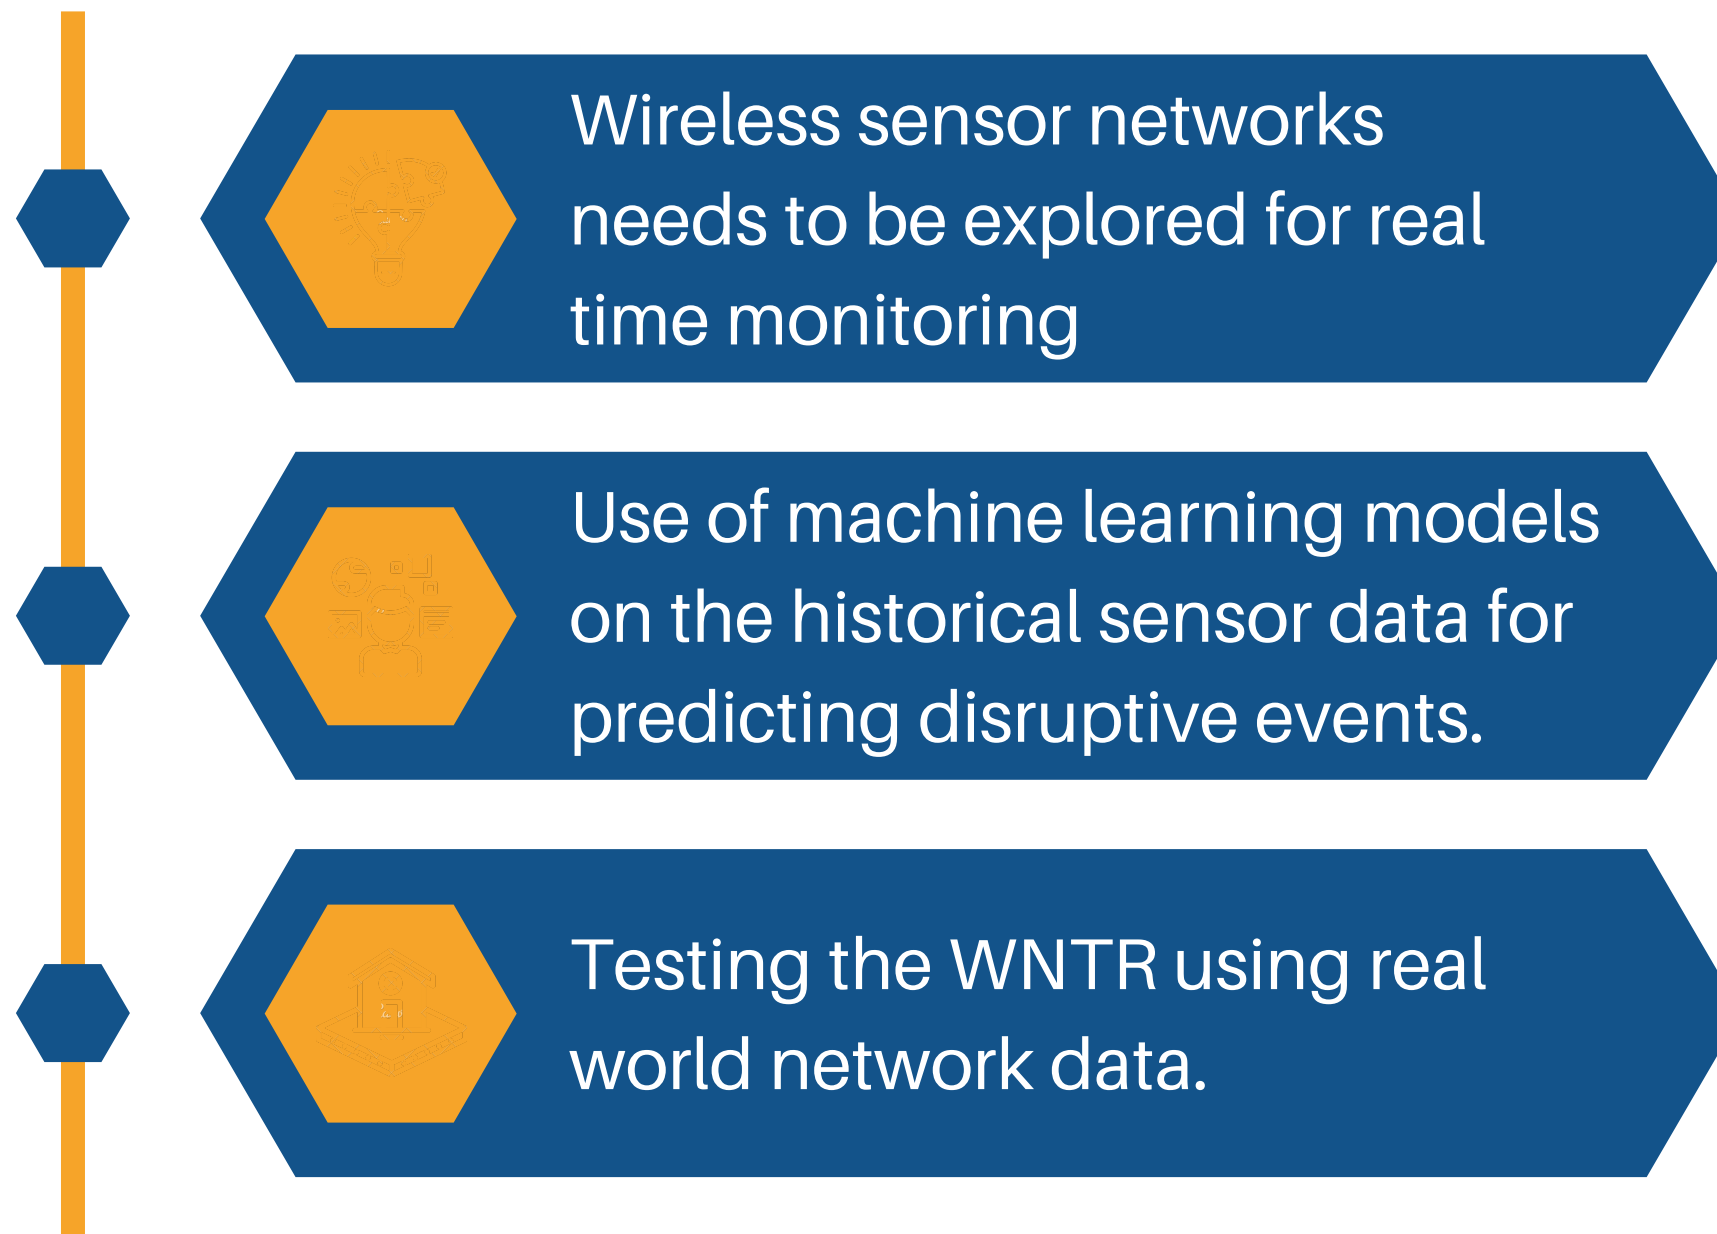 Wireless sensor networks
needs to be explored for real
time monitoring
Use of machine learning models
on the historical sensor data for
predicting disruptive events.
Testing the WNTR using real
world network data.